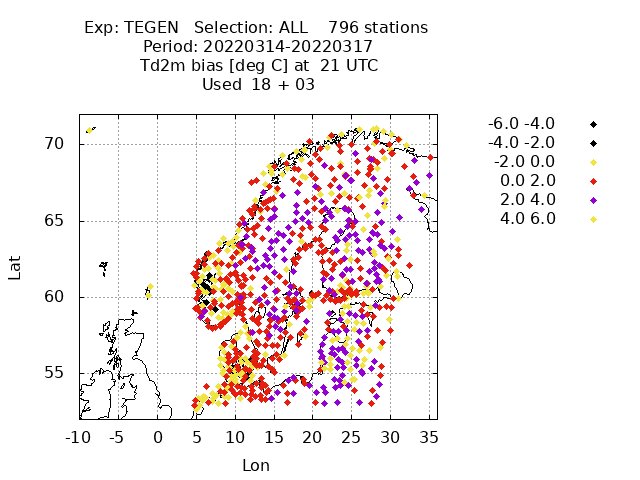 Exp: TEGEN   Selection: ALL    796 stations
Period: 20220314-20220317
Td2m bias [deg C] at  21 UTC
Used  18 + 03
-6.0 -4.0
-4.0 -2.0
-2.0 0.0
0.0 2.0
2.0 4.0
4.0 6.0
70
65
60
55
Lat
-10 -5 0 5 10 15 20 25 30 35
Lon